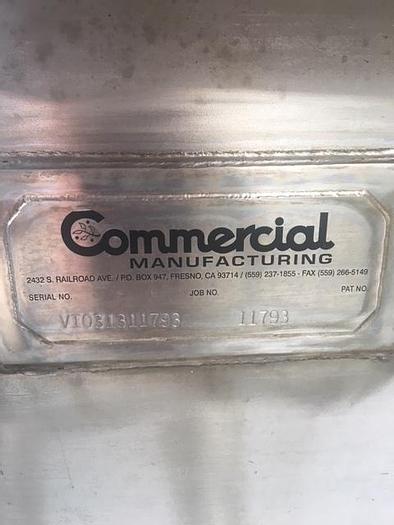 Commercial
MANUFACTURING
2432 S. RAILROAD AVE. / P.O. BOX 947, FRESNO, CA 93714 / (559) 237-1855 - FAX (559) 266-5149
SERIAL NO. JOB NO. PAT NO.
V1031311793 11793